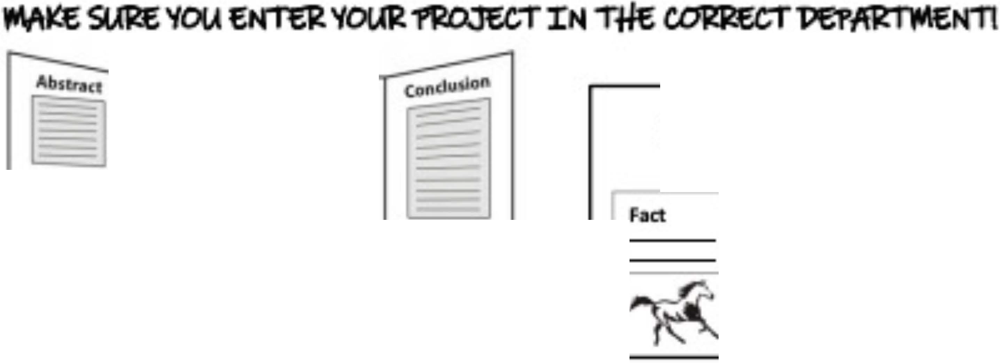 MAKE SURE YOU ENTER YOUR PROJECT IN THE CORRECT DEPARTMENT!
Abstract
Conclusion
Fact